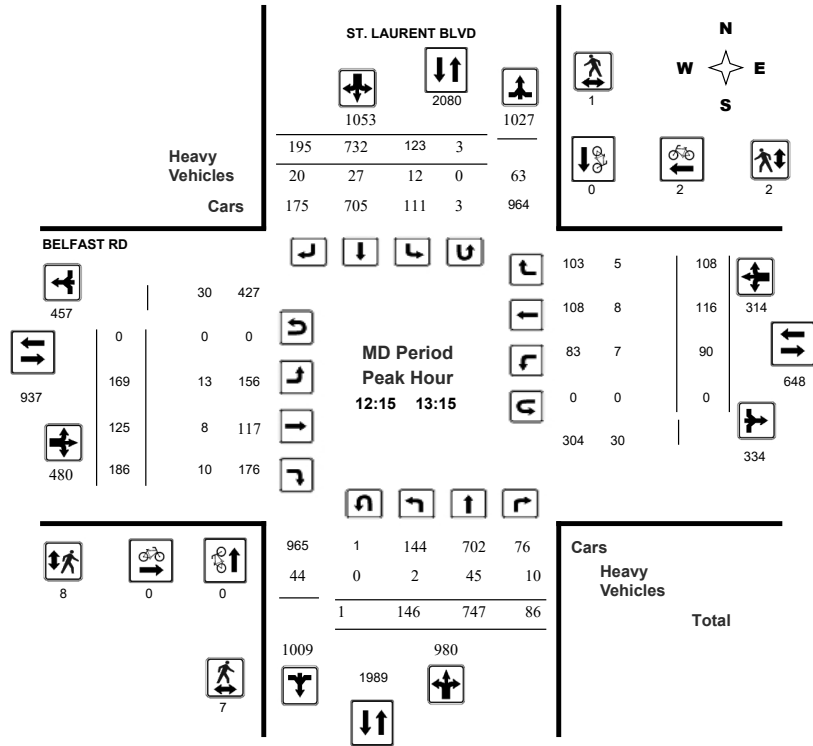 N
ST. LAURENT BLVD
W E
S
2080
1
1053 1027
195 732 123 3
Heavy
Vehicles
20 27 12 0 63
0 2 2
Cars
175 705 111 3 964
BELFAST RD
103 5 108
30 427
457
108 8 116 314
0 0 0
MD Period
83 7 90
Peak Hour
169 13 156
937
12:15 13:15
0 0 0
648
125 8 117
304 30
334
480 186 10 176
965 1 144 702 76
Cars
44 0 2 45 10
Heavy
Vehicles
8 0 0
1 146 747 86
Total
1009 980
1989
7